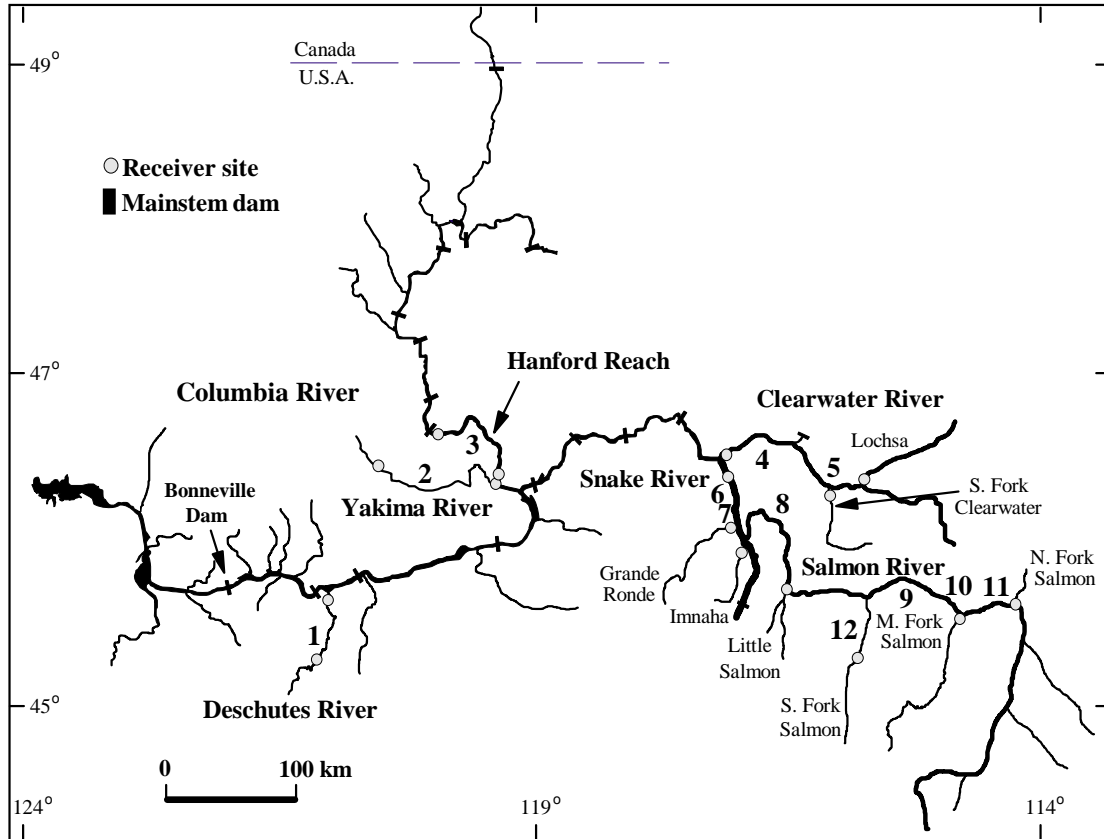 49°
Canada
U.S.A.
Receiver site
Mainstem dam
47°
Hanford Reach
Columbia River
Clearwater River
3
4
Lochsa
2
5
Snake River
S. Fork
Clearwater
Bonneville
Dam
Yakima River
6
7
8
Grande
Ronde
Salmon River
N. Fork
Salmon
Imnaha
9
10
11
1
12
M. Fork
Salmon
Little
Salmon
S. Fork
Salmon
45°
Deschutes River
0
100 km
124°
119°
114°